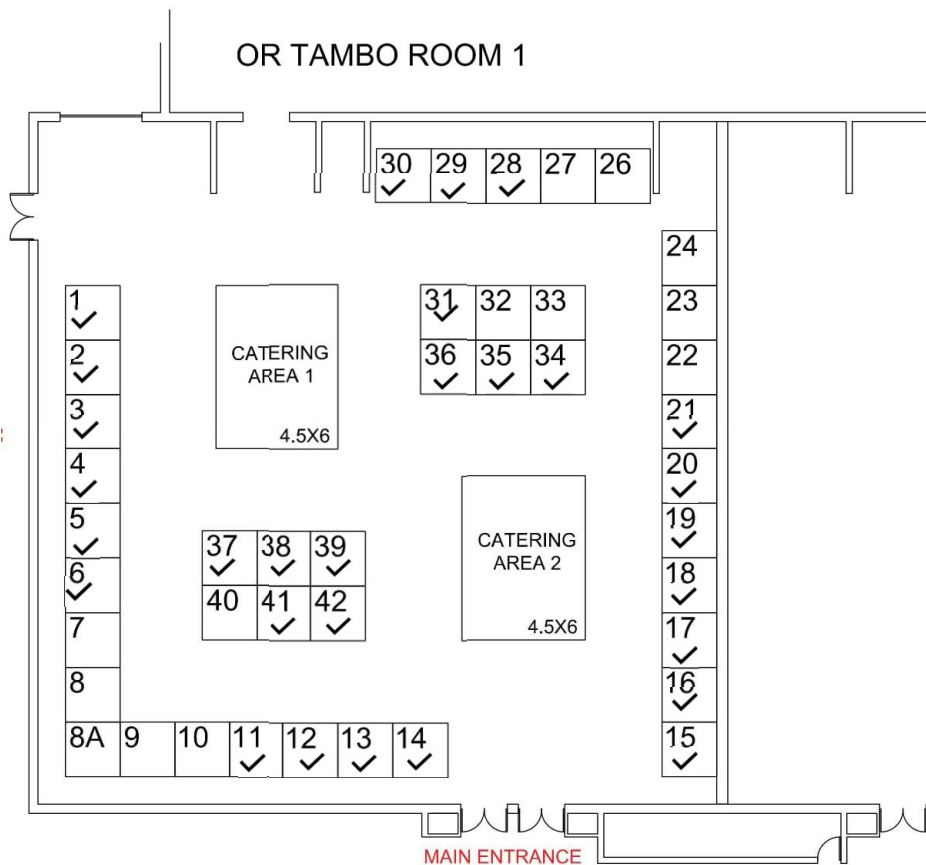 OR TAMBO ROOM 1
30 29 28 27 26
24
1 31 32 33 23
CATERING
AREA 1
2 36 35 34 22
3 4.5X6 21
4 20
CATERING
AREA 2
5 37 38 39 19
6 40 41 42 18
7 4.5X6 17
8 16
8A 9 10 11 12 13 14 15
MAIN ENTRANCE